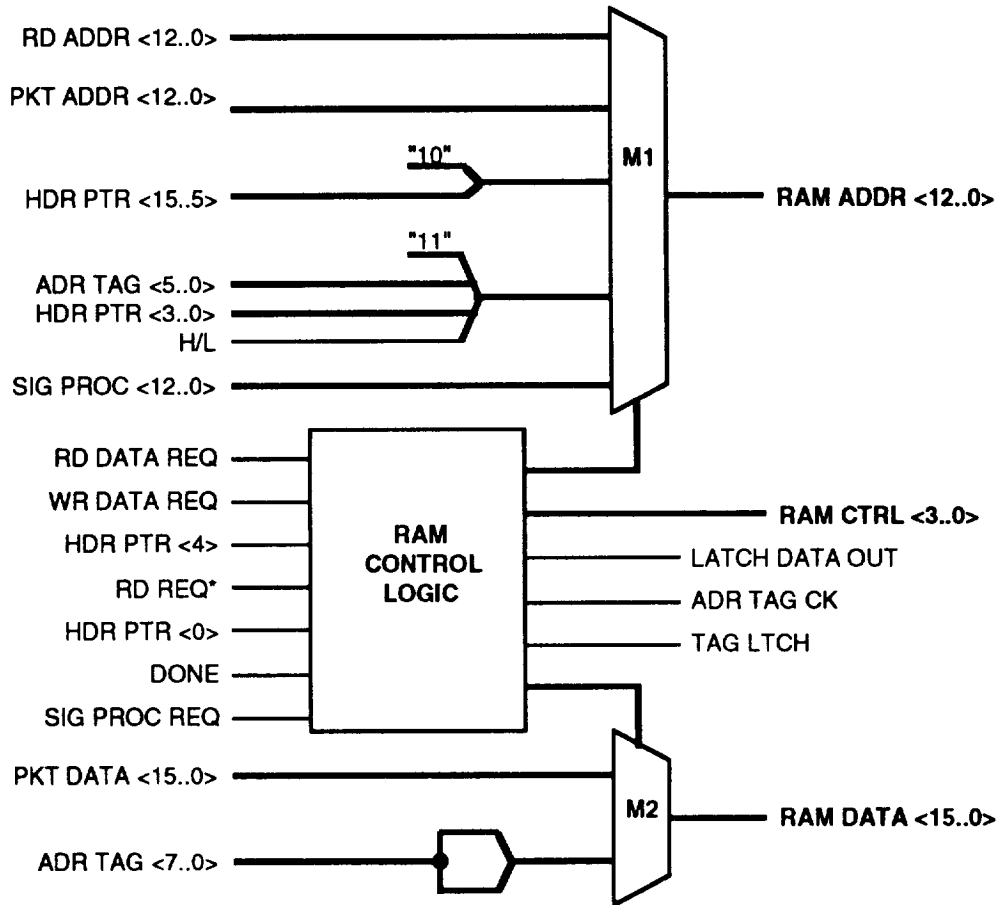 RD ADDR <12..0>
PKT ADDR <12..0>
"10"
M1
HDR PTR <15..5>
RAM ADDR <12..0>
"11"
ADR TAG <5..0>
HDR PTR <3..0>
H/L
SIG PROC <12..0>
RD DATA REQ
WR DATA REQ
HDR PTR <4>
RD REQ*
HDR PTR <0>
DONE
SIG PROC REQ
RAM
CONTROL
LOGIC
RAM CTRL <3..0>
LATCH DATA OUT
ADR TAG CK
TAG LTCH
PKT DATA <15..0>
M2
RAM DATA <15..0>
ADR TAG <7..0>